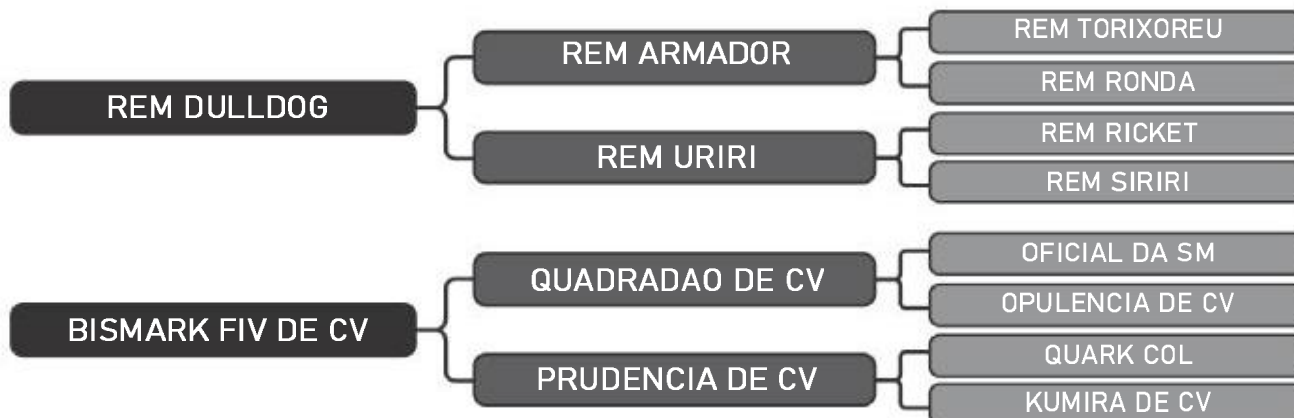 REM DULLDOG
REM ARMADOR
REM URIRI
REM TORIXOREU
REM RONDA
REM RICKET
REM SIRIRI
BISMARK FIV DE CV
QUADRADAO DE CV
PRUDENCIA DE CV
OFICIAL DA SM
OPULENCIA DE CV
QUARK COL
KUMIRA DE CV